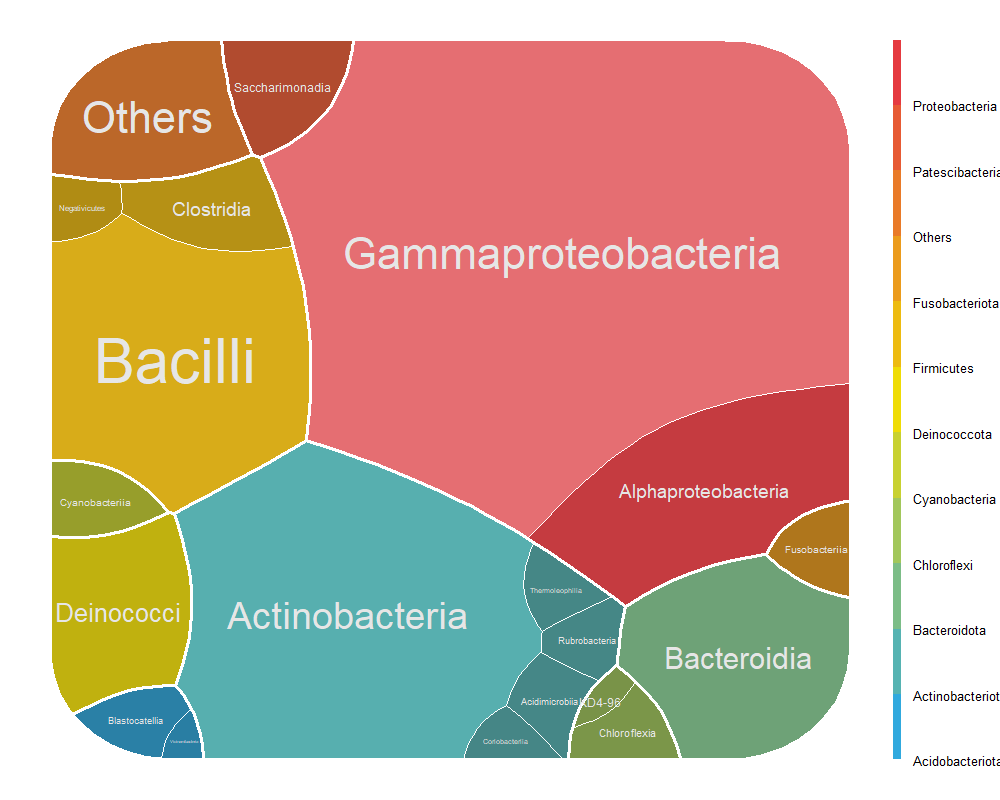 Saccharimonadia
Others
Negativicutes
Clostridia
Gammaproteobacteria
Bacilli
Alphaproteobacteria
Cyanobacteriia
Fusobacteriia
Thermoleophilia
Deinococci
Actinobacteria
Rubrobacteria
Bacteroidia
Acidimicrobiia
KD4-96
Blastocatellia
Chloroflexia
Coriobacteriia
Proteobacteria
Patescibacteria
Others
Fusobacteriota
Firmicutes
Deinococcota
Cyanobacteria
Chloroflexi
Bacteroidota
Actinobacteriot
Acidobacteriota